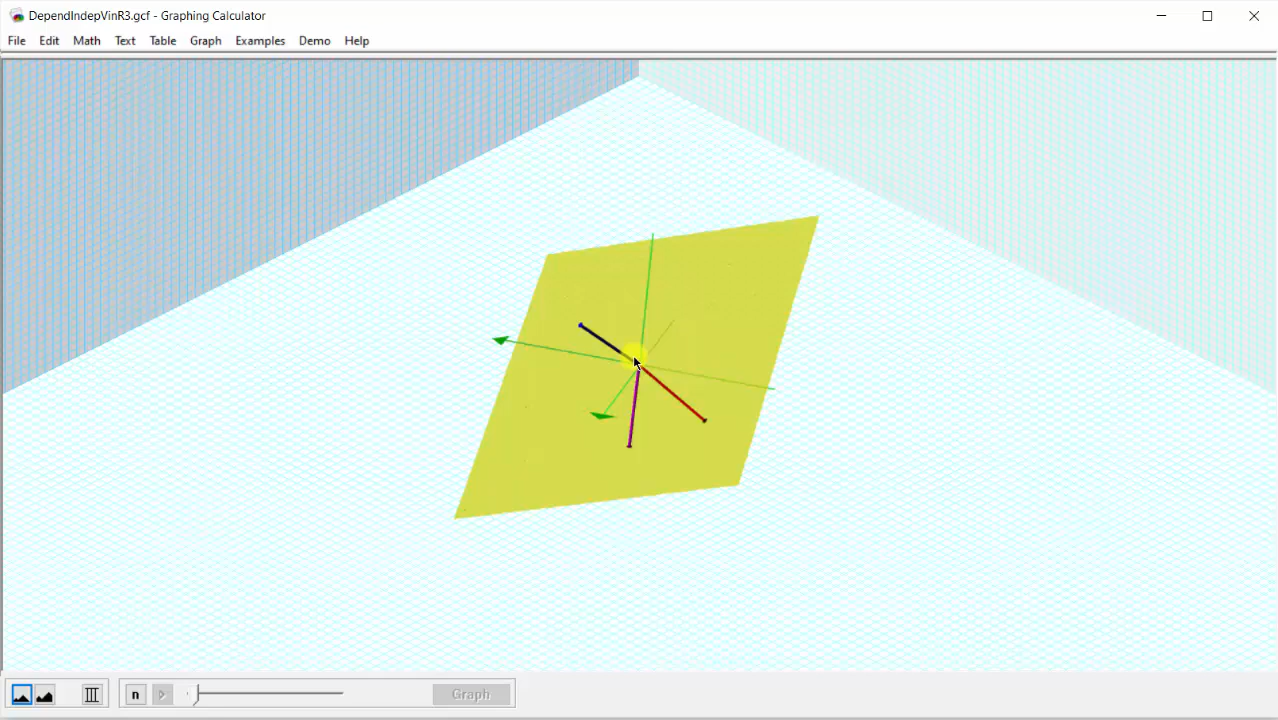 DependIndepVinR3.gcf - Graphing Calculator
File Edit Math Text Table Graph Examples Demo Help
n Graph